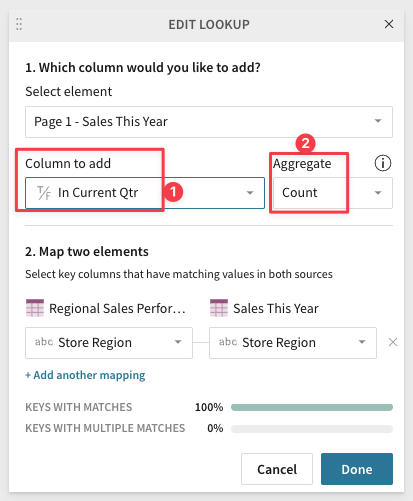 EDIT LOOKUP
1. Which column would you like to add?
Select element
Page 1 - Sales This Year
2
Column to add
Aggregate
T/F In Current Qtr
1
Count
2. Map two elements
Select key columns that have matching values in both sources
Regional Sales Perfor... Sales This Year
abc Store Region abc Store Region
+ Add another mapping
KEYS WITH MATCHES 100%
KEYS WITH MULTIPLE MATCHES 0%
Cancel Done